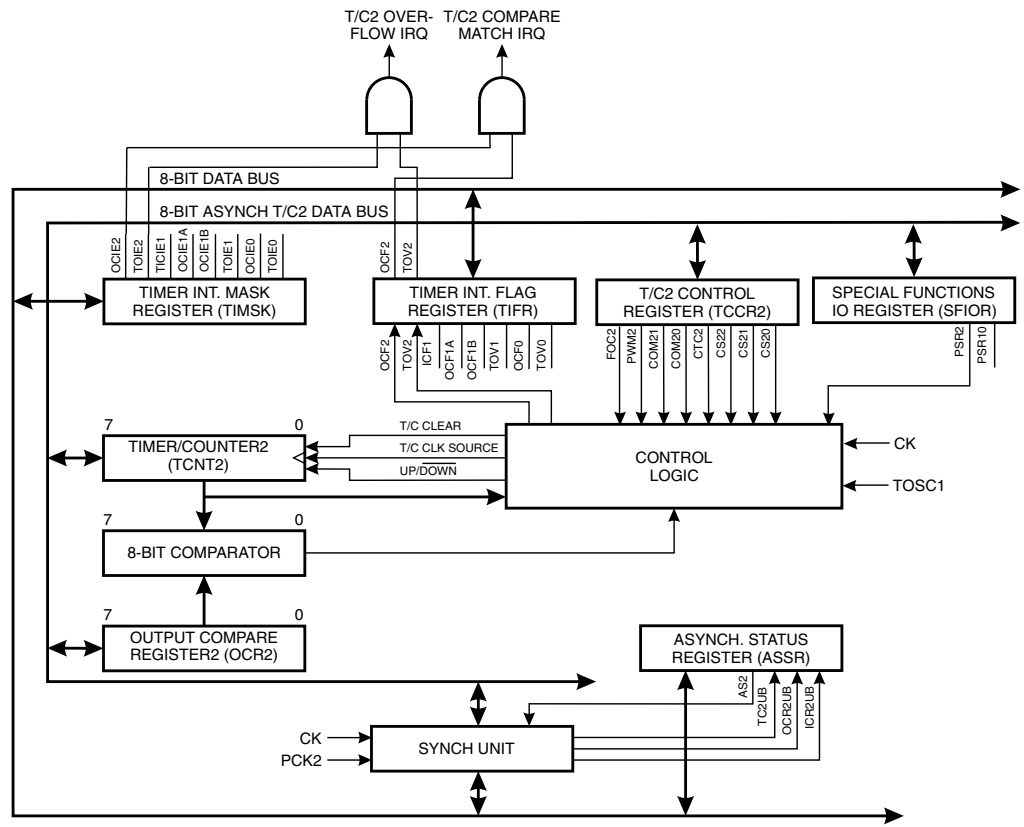 T/C2 OVER-
FLOW IRQ
T/C2 COMPARE
MATCH IRQ
8-BIT DATA BUS
8-BIT ASYNCH T/C2 DATA BUS
OCIE2
TOIE2
TICIE1
OCIE1A
OCIE1B
TOIE1
OCIE0
TOIE0
OCF2
TOV2
TIMER INT. MASK
REGISTER (TIMSK)
TIMER INT. FLAG
REGISTER (TIFR)
T/C2 CONTROL
REGISTER (TCCR2)
SPECIAL FUNCTIONS
IO REGISTER (SFIOR)
OCF2
TOV2
ICF1
OCF1A
OCF1B
TOV1
OCF0
TOV0
FOC2
PWM2
COM21
COM20
CTC2
CS22
CS21
CS20
PSR2
PSR10
7 0
TIMER/COUNTER2
(TCNT2)
T/C CLEAR
T/C CLK SOURCE
UP/DOWN
CONTROL
LOGIC
CK
TOSC1
7 0
8-BIT COMPARATOR
7 0
OUTPUT COMPARE
REGISTER2 (OCR2)
ASYNCH. STATUS
REGISTER (ASSR)
AS2
TC2UB
OCR2UB
ICR2UB
CK
PCK2
SYNCH UNIT